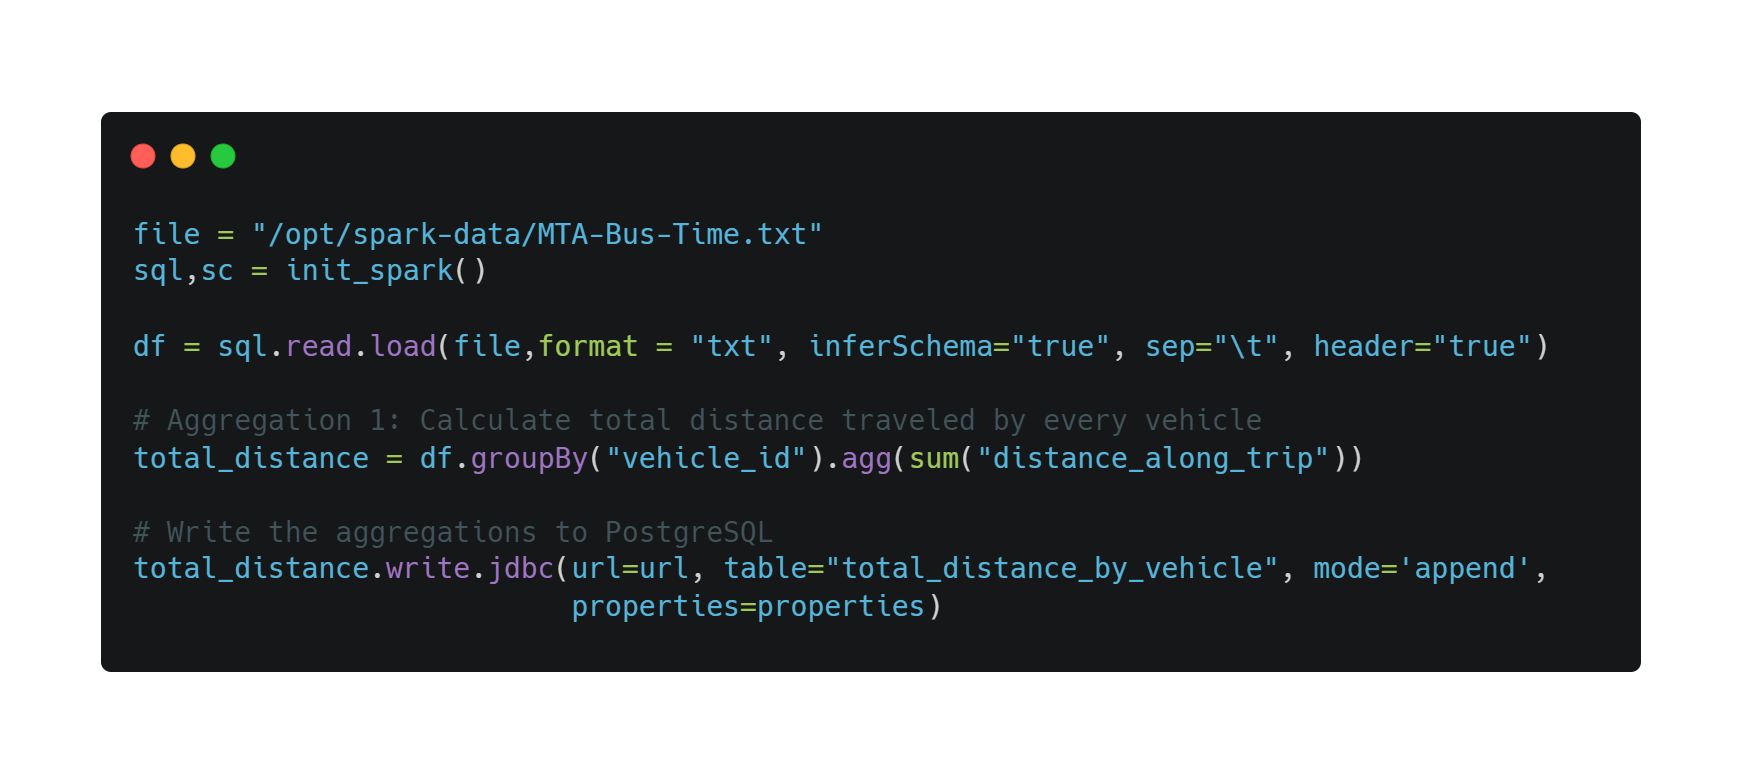 file = "/opt/spark-data/MTA-Bus-Time.txt"
sql,sc = init_spark()
df = sql.read.load(file,format = "txt", inferSchema="true", sep="\t", header="true")
# Aggregation 1: Calculate total distance traveled by every vehicle
total_distance = df.groupBy("vehicle_id").agg(sum("distance_along_trip"))
# Write the aggregations to PostgreSQL
total_distance.write.jdbc(url=url, table="total_distance_by_vehicle", mode='append',
properties=properties)